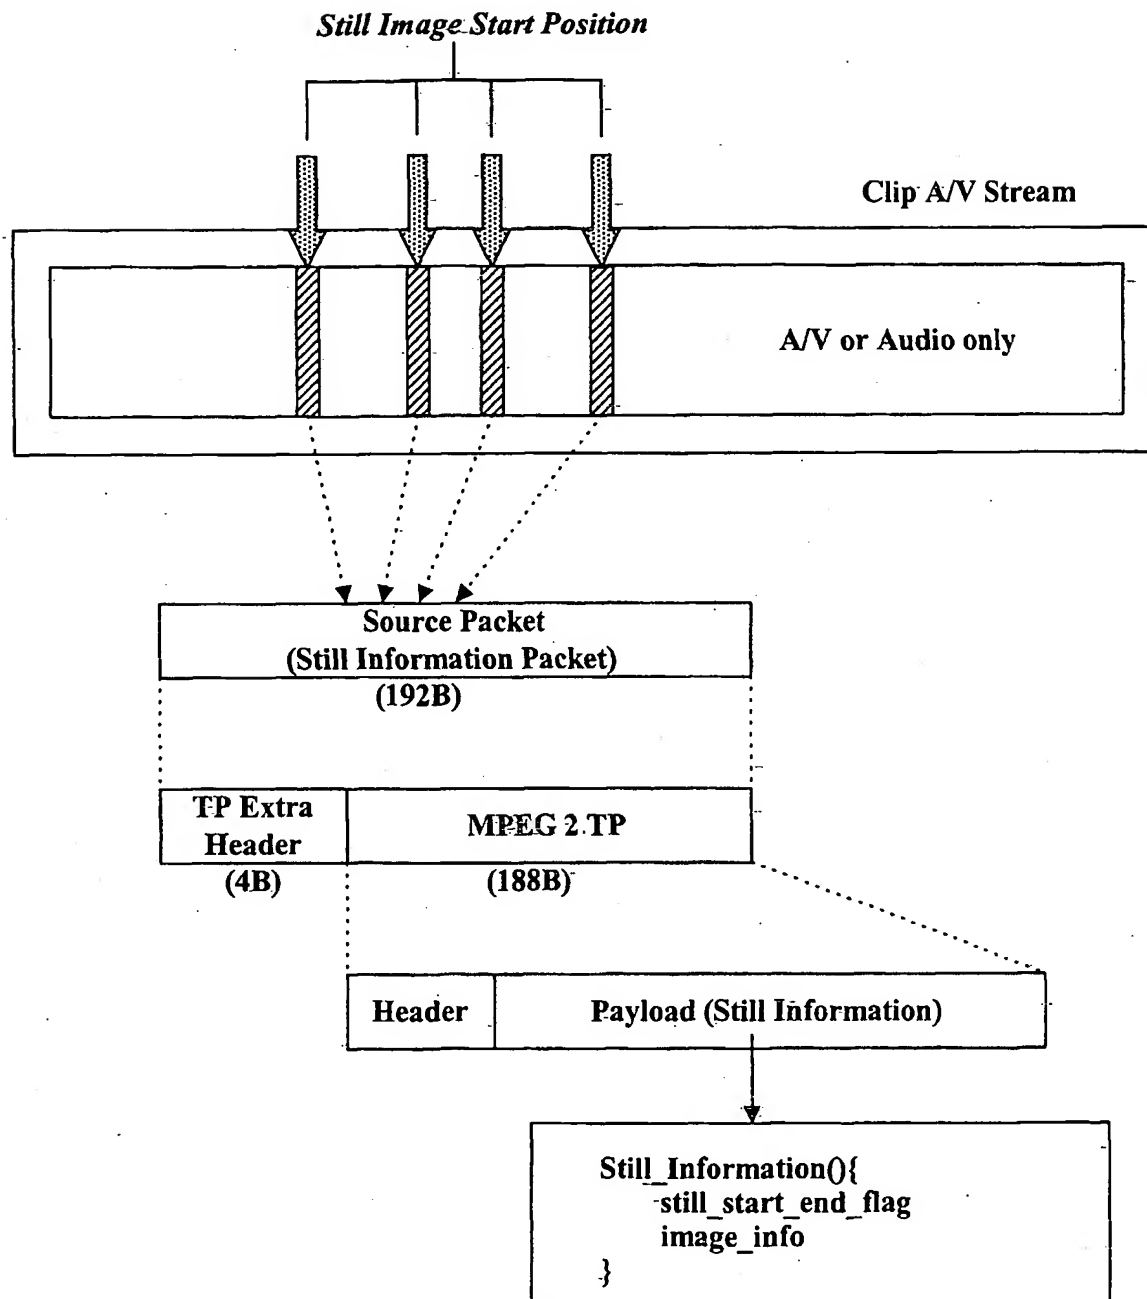 Still Image Start Position
Clip A/V Stream
A/V or Audio only
Source Packet
(Still Information Packet)
(192B)
TP Extra
Header
MPEG 2 TP
(4B)
(188B)
Header
Payload (Still Information)
Still_Information(){
still_start_end_flag
image_info
}